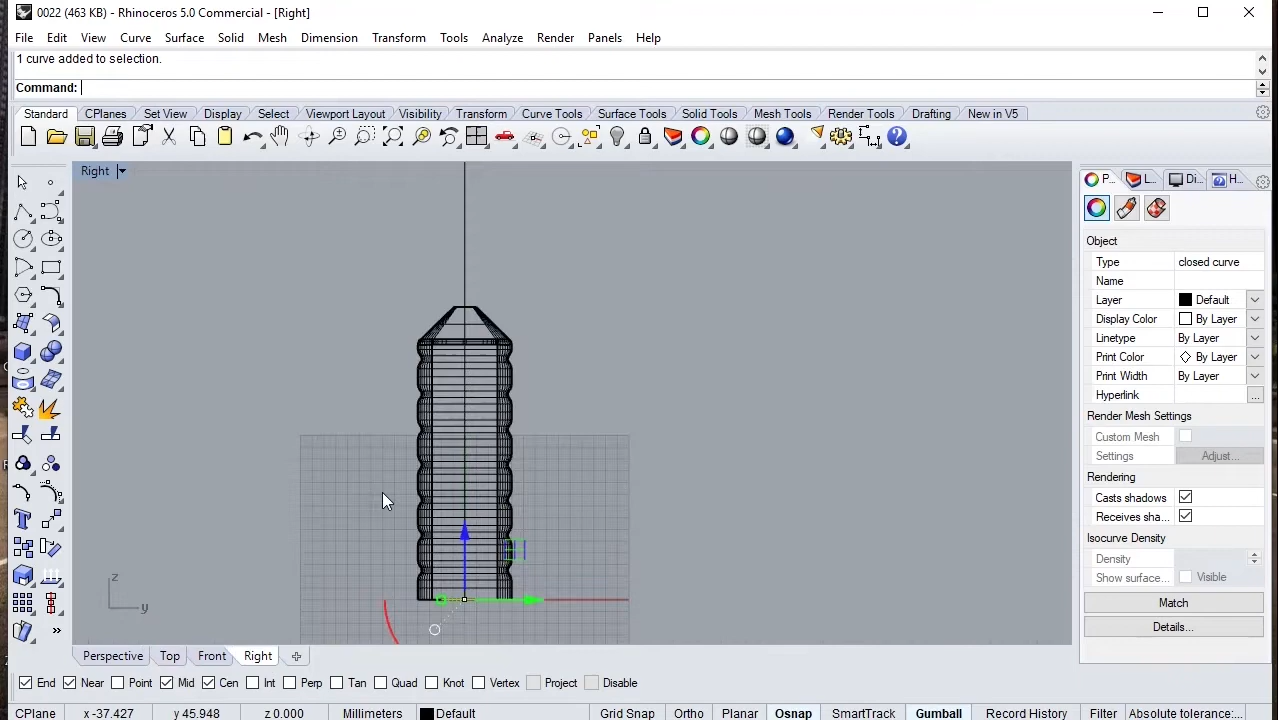 0022 (463 KB) - Rhinoceros 5.0 Commercial - [Right]
File Edit View Curve Surface Solid Mesh Dimension Transform Tools Analyze Render Panels Help
1 curve added to selection.
Command:
Standard CPlanes Set View Display Select Viewport Layout Visibility Transform Curve Tools Surface Tools Solid Tools Mesh Tools Render Tools Drafting New in V5
Right
P... L... Di... H...
Object
Type closed curve
Name
Layer Default
Display Color By Layer
Linetype By Layer
Print Color By Layer
Print Width By Layer
Hyperlink ...
Render Mesh Settings
Custom Mesh
Settings Adjust...
Rendering
Casts shadows
Receives sha...
Isocurve Density
Density
Show surface... Visible
Match
Details...
z
y
Perspective Top Front Right
End Near Point Mid Cen Int Perp Tan Quad Knot Vertex Project Disable
CPlane x -37.427 y 45.948 z 0.000 Millimeters Default Grid Snap Ortho Planar Osnap SmartTrack Gumball Record History Filter Absolute tolerance:...